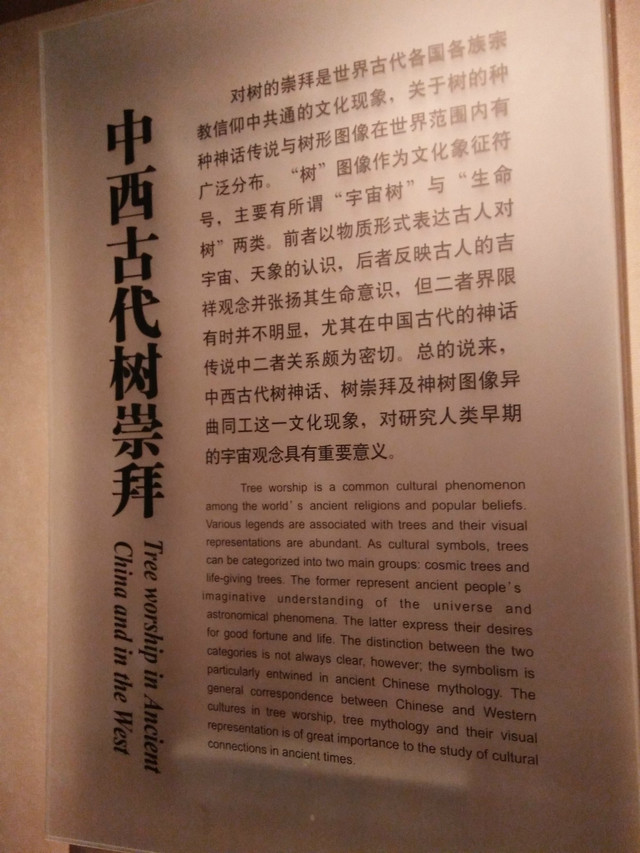 中西古代树崇拜
Tree worship in Ancient
China and in the West
对树的崇拜是世界古代各国各族宗
教信仰中共通的文化现象，关于树的种
种神话传说与树形图像在世界范围内有
广泛分布。“树”图像作为文化象征符
号，主要有所谓“宇宙树”与“生命
树”两类。前者以物质形式表达古人对
宇宙、天象的认识，后者反映古人的吉
祥观念并张扬其生命意识，但二者界限
有时并不明显，尤其在中国古代的神话
传说中二者关系颇为密切。总的说来，
中西古代树神话、树崇拜及神树图像异
曲同工这一文化现象，对研究人类早期
的宇宙观念具有重要意义。
Tree worship is a common cultural phenomenon
among the world's ancient religions and popular beliefs.
Various legends are associated with trees and their visual
representations are abundant. As cultural symbols, trees
can be categorized into two main groups: cosmic trees and
life-giving trees. The former represent ancient people's
imaginative understanding of the universe and
astronomical phenomena. The latter express their desires
for good fortune and life. The distinction between the two
categories is not always clear, however; the symbolism is
particularly entwined in ancient Chinese mythology. The
general correspondence between Chinese and Western
cultures in tree worship, tree mythology and their visual
representation is of great importance to the study of cultural
connections in ancient times.